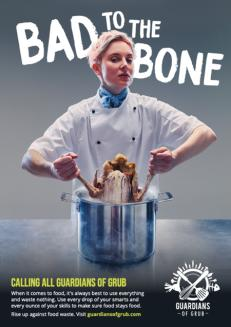 BAD TO THE
BONE
CALLING ALL GUARDIANS OF GRUB
When it comes to food, it's always best to use everything
and waste nothing. Use every drop of your smarts and
every ounce of your skills to make sure food stays food.
Rise up against food waste. Visit guardiansofgrub.com
GUARDIANS
OF GRUB